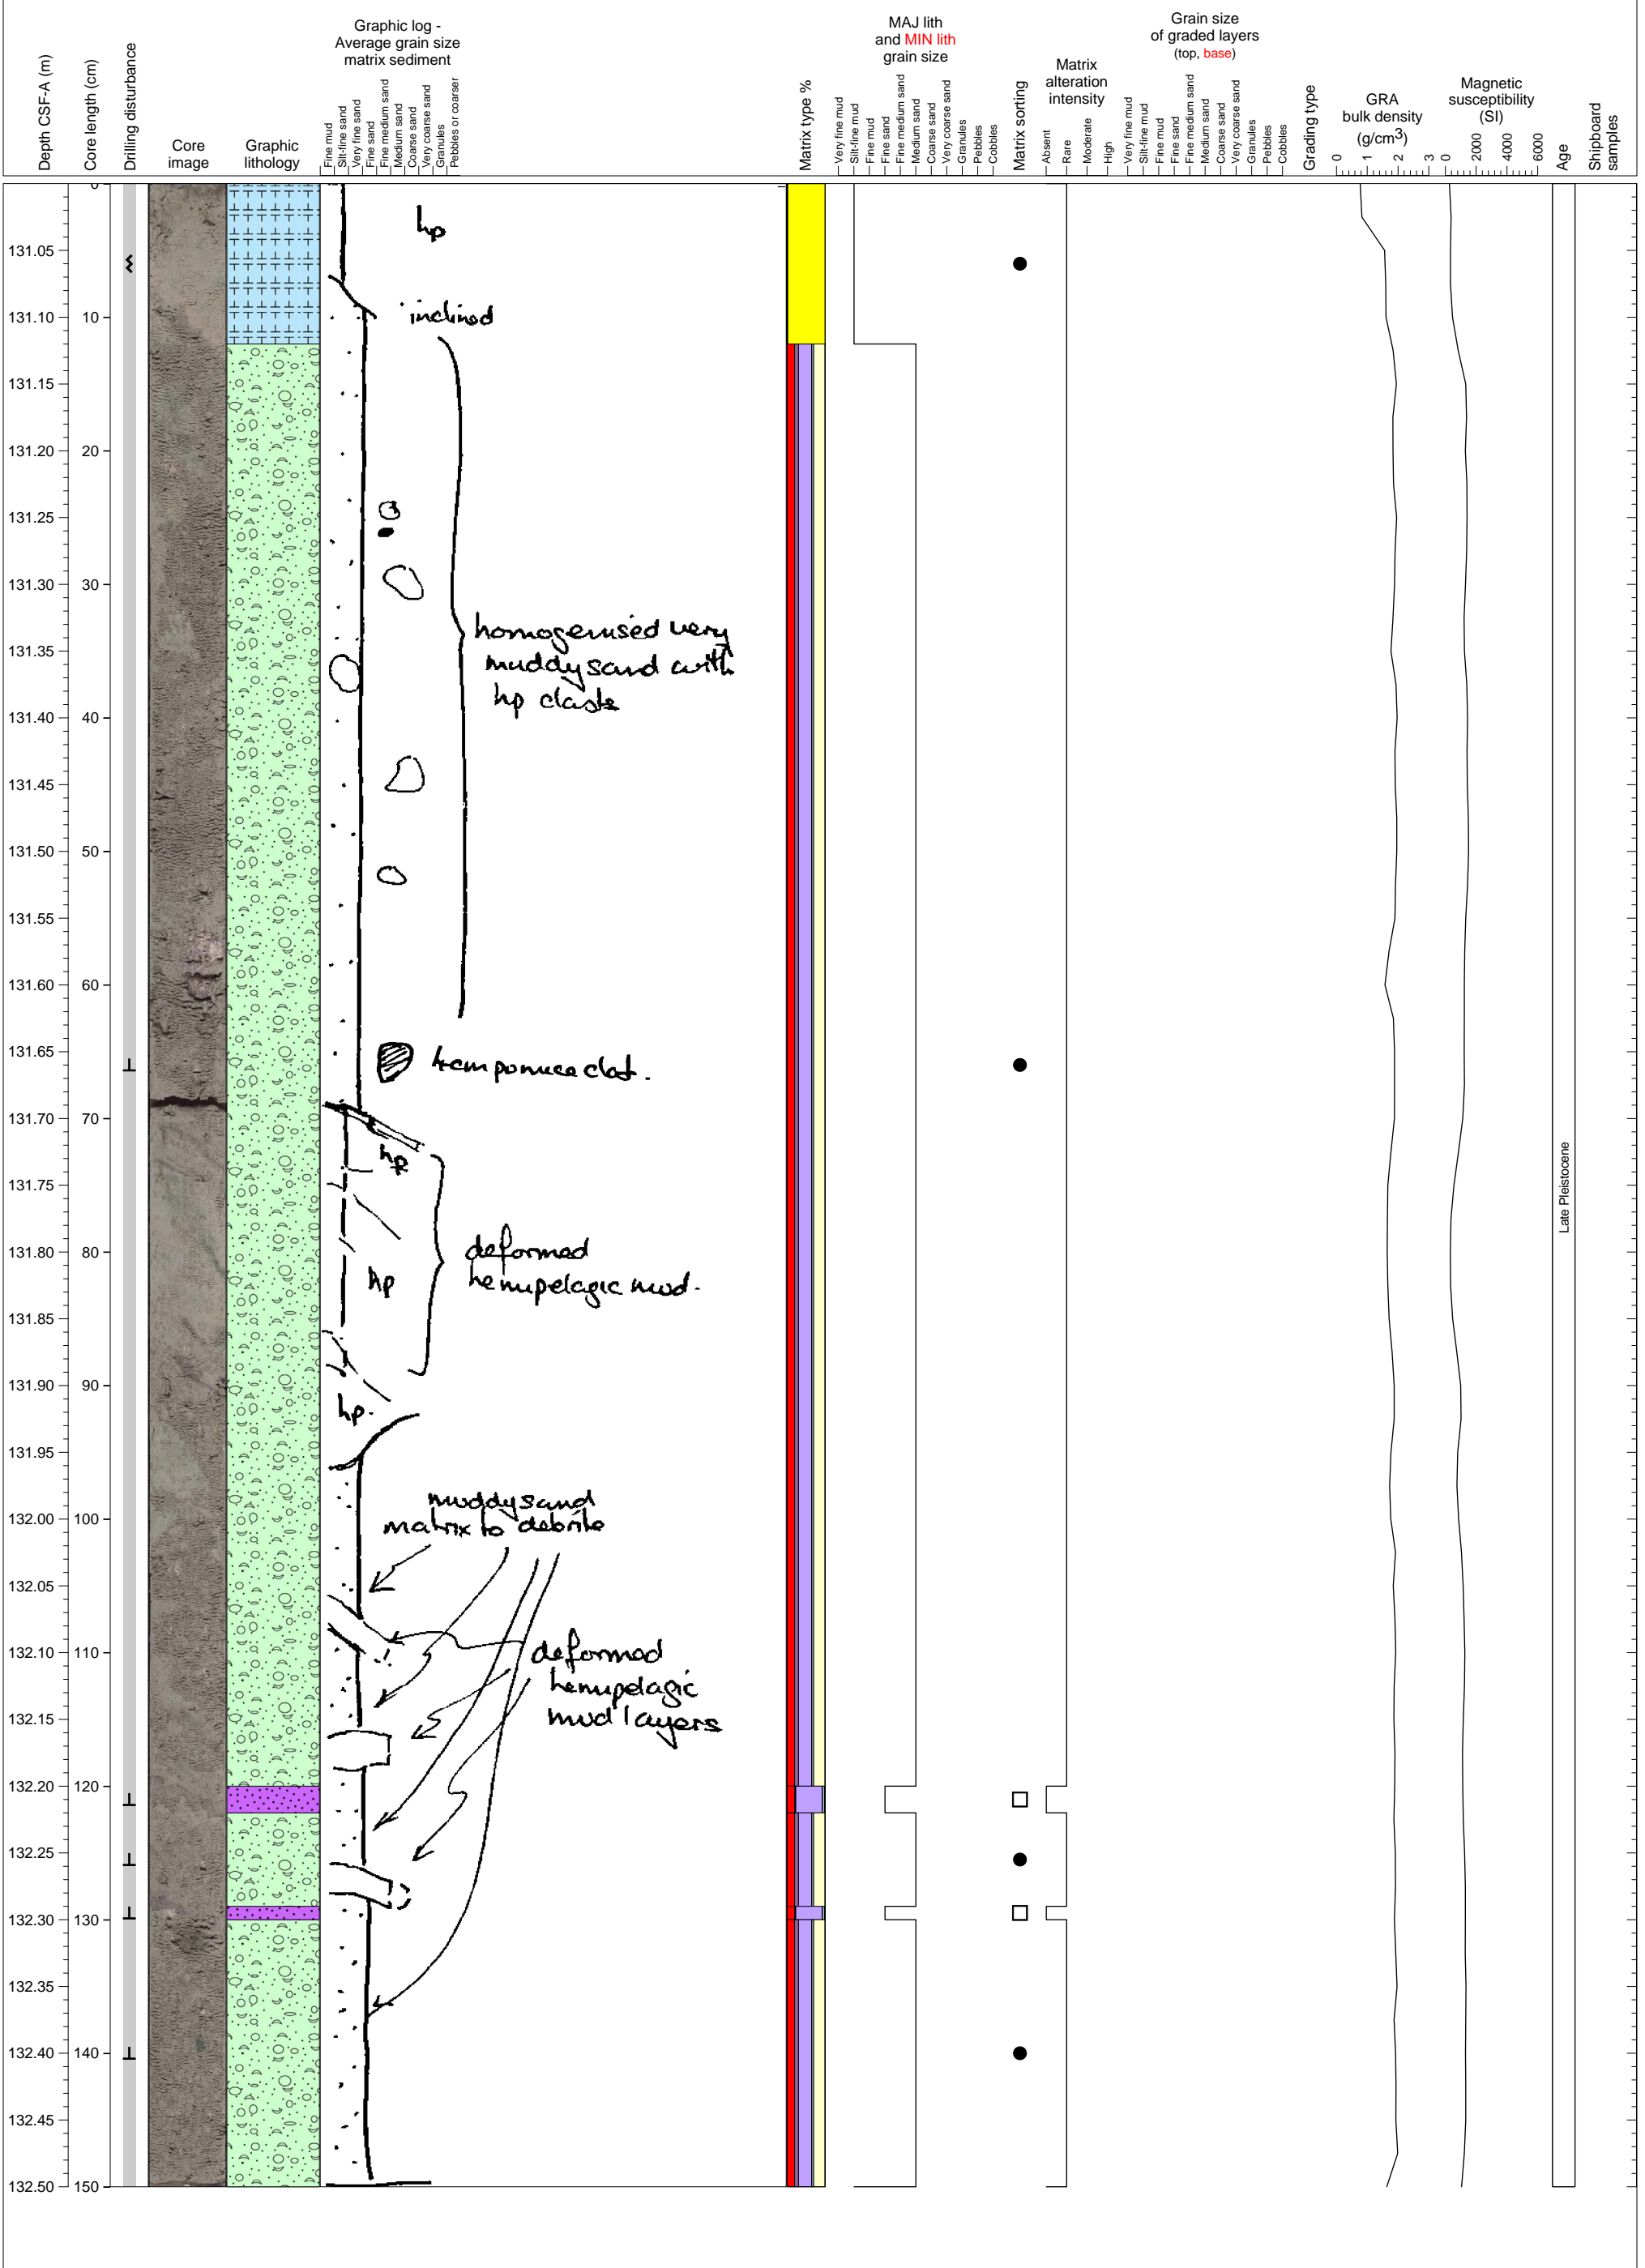 Depth CSF-A (m)
Core length (cm)
Drilling disturbance
Core
image
Graphic
lithology
Graphic log -
Average grain size
matrix sediment
Fine mud
Silt-fine sand
Very fine sand
Fine sand
Fine medium sand
Medium sand
Coarse sand
Very coarse sand
Granules
Pebbles or coarser
Matrix type %
MAJ lith
and MIN lith
grain size
Very fine mud
Silt-fine mud
Fine mud
Fine sand
Fine medium sand
Medium sand
Coarse sand
Very coarse sand
Granules
Pebbles
Cobbles
Matrix sorting
Matrix
alteration
intensity
Absent
Rare
Moderate
High
Grain size
of graded layers
(top, base)
Very fine mud
Silt-fine mud
Fine mud
Fine sand
Fine medium sand
Medium sand
Coarse sand
Very coarse sand
Granules
Pebbles
Cobbles
Grading type
GRA
bulk density
(g/cm3)
0 1 2 3
Magnetic
susceptibility
(SI)
0 2000 4000 6000
Age
Shipboard
samples
0
131.05
131.10 10
131.15
131.20 20
131.25
131.30 30
131.35
131.40 40
131.45
131.50 50
131.55
131.60 60
131.65
131.70 70
131.75
131.80 80
131.85
131.90 90
131.95
132.00 100
132.05
132.10 110
132.15
132.20 120
132.25
132.30 130
132.35
132.40 140
132.45
132.50 150
hp
inclined
homogenised very
muddy sand with
hp clasts
4cm pumice clast.
hp
deformed
hemipelagic mud.
hp
hp.
muddy sand
matrix to debrite
deformed
hemipelagic
mud layers
Late Pleistocene